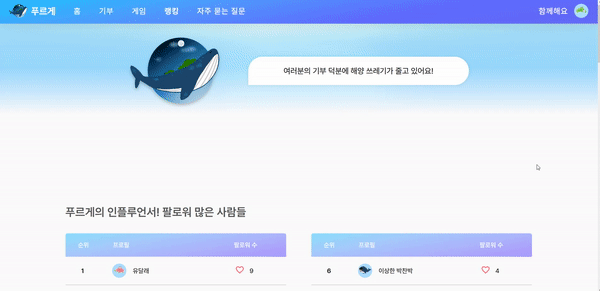 푸르게 홈 기부 게임 랭킹 자주 묻는 질문 함께해요
여러분의 기부 덕분에 해양 쓰레기가 줄고 있어요!
푸르게의 인플루언서! 팔로워 많은 사람들
순위 프로필 팔로워 수
1 유달래 9
순위 프로필 팔로워 수
6 이상한 박찬박 4